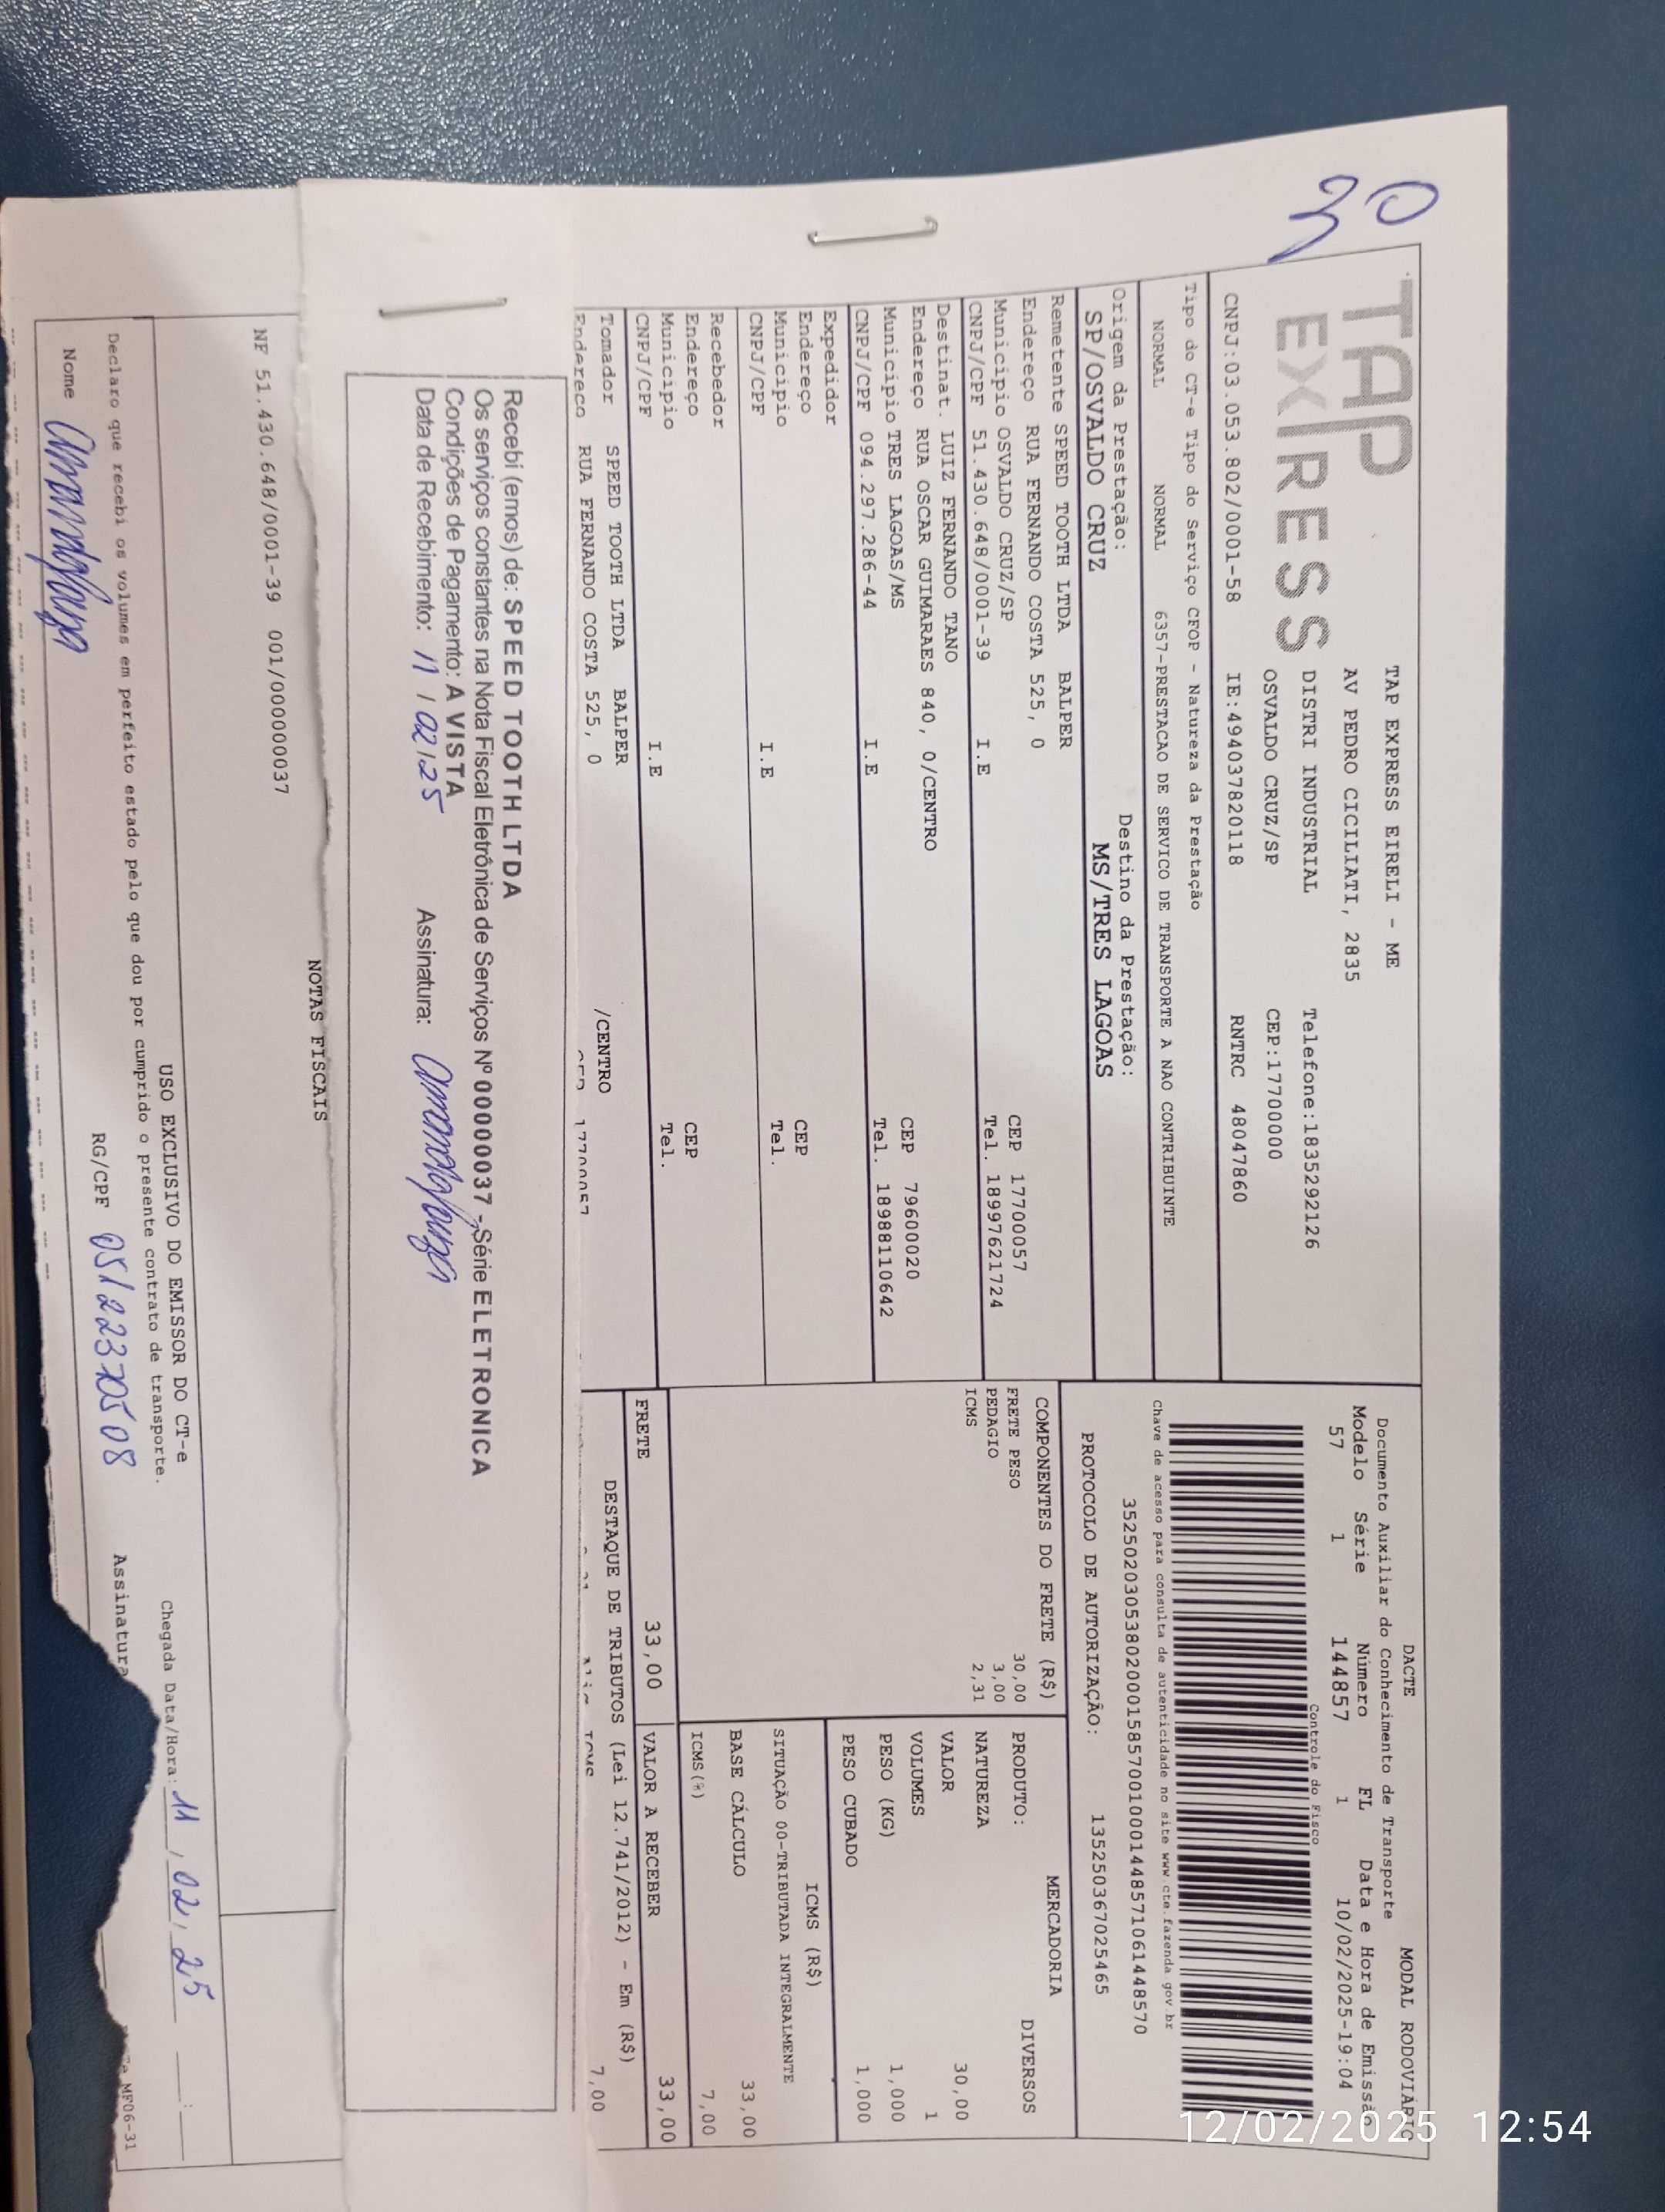 30
TAP
EXPRESS
TAP EXPRESS EIRELI - ME
AV PEDRO CICILIATI, 2835
DISTRI INDUSTRIAL Telefone:1835292126
OSVALDO CRUZ/SP CEP:17700000
CNPJ:03.053.802/0001-58 IE:494037820118 RNTRC 48047860
Tipo do CT-e Tipo do Serviço CFOP - Natureza da Prestação
NORMAL NORMAL 6357-PRESTACAO DE SERVICO DE TRANSPORTE A NAO CONTRIBUINTE
Origem da Prestação: Destino da Prestação:
SP/OSVALDO CRUZ MS/TRES LAGOAS
Remetente SPEED TOOTH LTDA BALPER
Endereço RUA FERNANDO COSTA 525, 0
Municipio OSVALDO CRUZ/SP CEP 17700057
CNPJ/CPF 51.430.648/0001-39 I.E Tel. 18997621724
Destinat. LUIZ FERNANDO TANO
Endereço RUA OSCAR GUIMARAES 840, 0/CENTRO
Municipio TRES LAGOAS/MS CEP 79600020
CNPJ/CPF 094.297.286-44 I.E Tel. 18988110642
Expedidor
Endereço
Municipio CEP
CNPJ/CPF I.E Tel.
Recebedor
Endereço
Municipio CEP
CNPJ/CPF I.E Tel.
Tomador SPEED TOOTH LTDA BALPER
Endereco RUA FERNANDO COSTA 525, 0 /CENTRO
17700057
DACTE MODAL RODOVIÁRIO
Documento Auxiliar do Conhecimento de Transporte
Modelo Série Número FL Data e Hora de Emissão
57 1 144857 1 10/02/2025-19:04
Controle do Fisco
Chave de acesso para consulta de autenticidade no site www.cte.fazenda.gov.br
35250203053802000158570010001448571061448570
PROTOCOLO DE AUTORIZAÇÃO: 135250367025465
COMPONENTES DO FRETE (R$)
FRETE PESO 30,00
PEDAGIO 3,00
ICMS 2,31
MERCADORIA
PRODUTO: DIVERSOS
NATUREZA
VALOR 30,00
VOLUMES 1
PESO (KG) 1,000
PESO CUBADO 1,000
ICMS (R$)
SITUAÇÃO 00-TRIBUTADA INTEGRALMENTE
BASE CÁLCULO 33,00
ICMS(%) 7,00
FRETE 33,00 VALOR A RECEBER 33,00
DESTAQUE DE TRIBUTOS (Lei 12.741/2012) - Em (R$)
ICMS 7,00
Recebi (emos) de: SPEED TOOTH LTDA
Os serviços constantes na Nota Fiscal Eletrônica de Serviços Nº 00000037 - Série ELETRONICA
Condições de Pagamento: A VISTA
Data de Recebimento: 11/02/25 Assinatura:
NOTAS FISCAIS
NF 51.430.648/0001-39 001/000000037
USO EXCLUSIVO DO EMISSOR DO CT-e
Declaro que recebi os volumes em perfeito estado pelo que dou por cumprido o presente contrato de transporte.
Chegada Data/Hora: 11/02/25 __:__
Nome RG/CPF Assinatura
MF06-31
12/02/2025 12:54